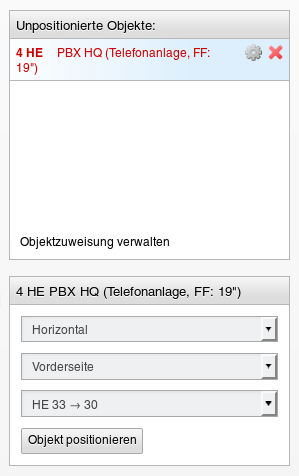 Unpositionierte Objekte:
4 HE PBX HQ (Telefonanlage, FF:
19")
Objektzuweisung verwalten
4 HE PBX HQ (Telefonanlage, FF: 19")
Horizontal
Vorderseite
HE 33 → 30
Objekt positionieren